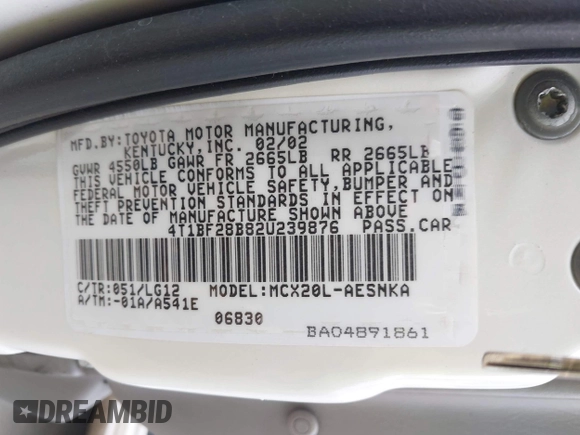 MFD.BY:TOYOTA MOTOR MANUFACTURING,
KENTUCKY, INC. 02/02
GVWR 4550LB GAWR FR 2665LB RR 2665LB
THIS VEHICLE CONFORMS TO ALL APPLICABLE
FEDERAL MOTOR VEHICLE SAFETY, BUMPER AND
THEFT PREVENTION STANDARDS IN EFFECT ON
THE DATE OF MANUFACTURE SHOWN ABOVE
4T1BF28B82U239876 PASS.CAR
C/TR:051/LG12 MODEL:MCX20L-AESNKA
A/TM:-01A/A541E
06830
BA04891861
DREAMBID